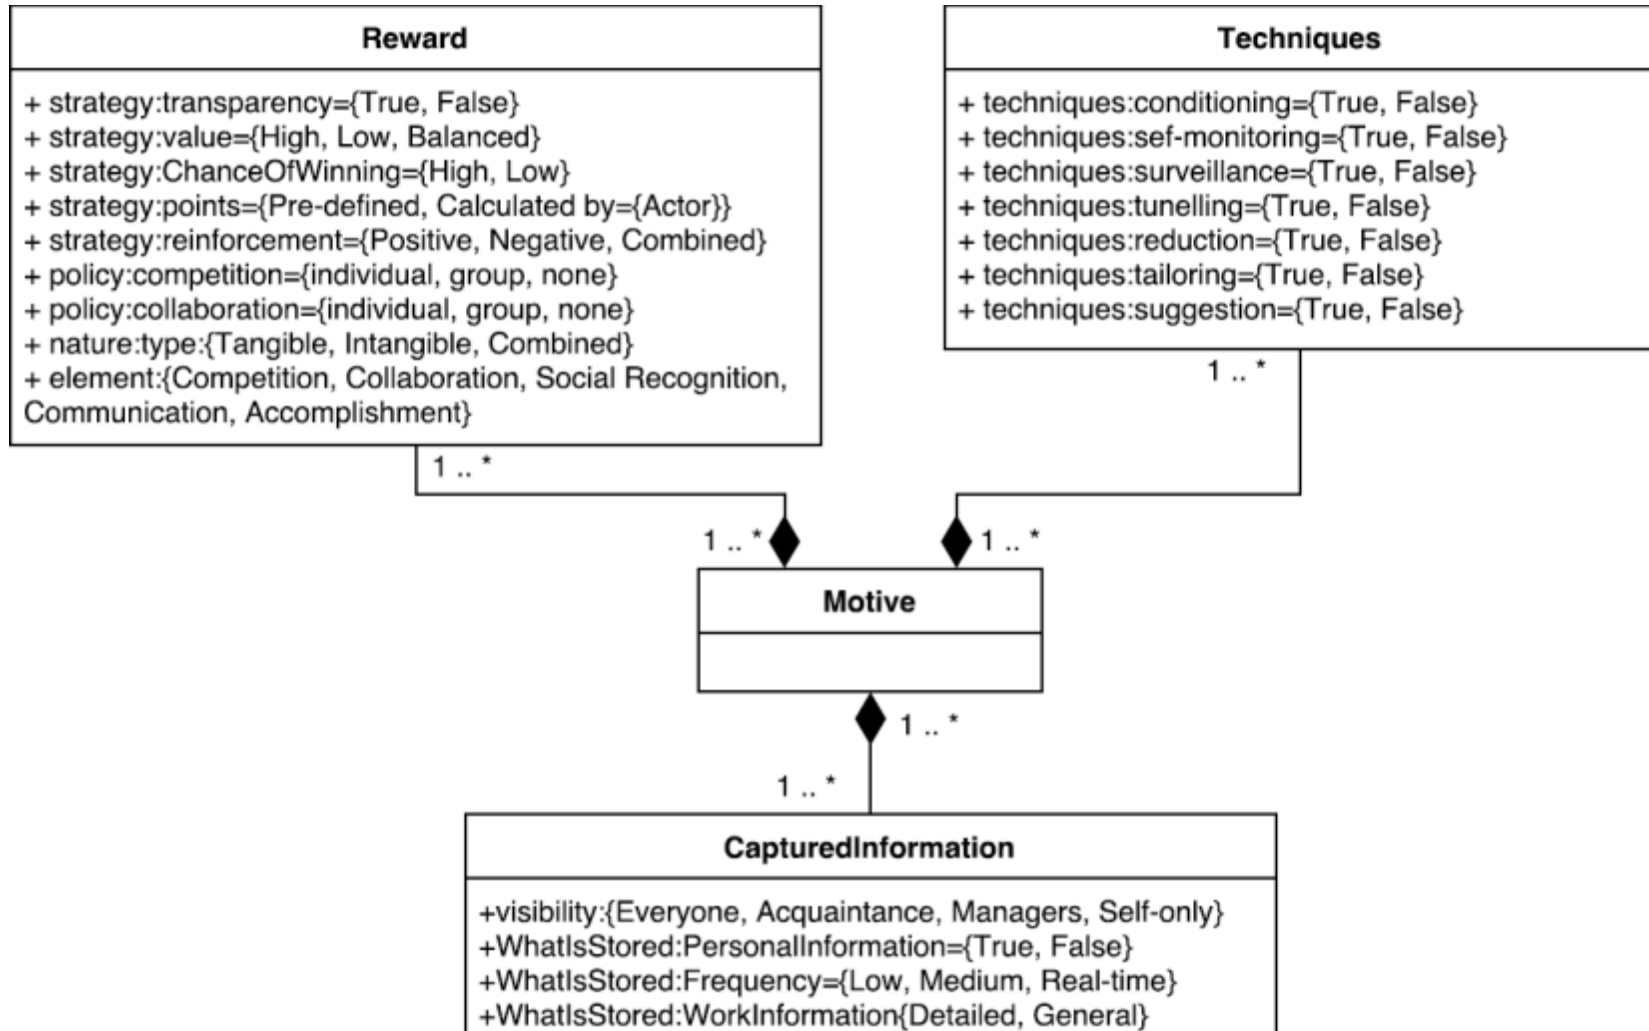 Reward
+ strategy:transparency={True, False}
+ strategy:value={High, Low, Balanced}
+ strategy:ChanceOfWinning={High, Low}
+ strategy:points={Pre-defined, Calculated by={Actor}}
+ strategy:reinforcement={Positive, Negative, Combined}
+ policy:competition={individual, group, none}
+ policy:collaboration={individual, group, none}
+ nature:type:{Tangible, Intangible, Combined}
+ element:{Competition, Collaboration, Social Recognition,
Communication, Accomplishment}
Techniques
+ techniques:conditioning={True, False}
+ techniques:sef-monitoring={True, False}
+ techniques:surveillance={True, False}
+ techniques:tunelling={True, False}
+ techniques:reduction={True, False}
+ techniques:tailoring={True, False}
+ techniques:suggestion={True, False}
1 .. *
1 .. *
1 .. *
1 .. *
Motive
1 .. *
1 .. *
CapturedInformation
+visibility:{Everyone, Acquaintance, Managers, Self-only}
+WhatIsStored:PersonalInformation={True, False}
+WhatIsStored:Frequency={Low, Medium, Real-time}
+WhatIsStored:WorkInformation{Detailed, General}